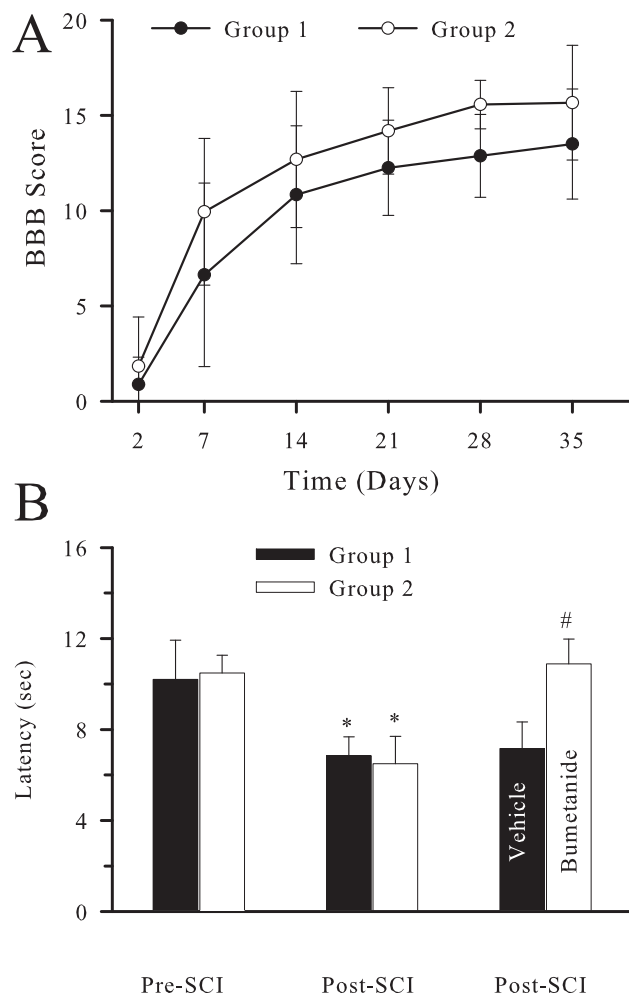 A
Group 1
Group 2
20
15
10
5
0
BBB Score
2 7 14 21 28 35
Time (Days)
B
Group 1
Group 2
16
12
8
4
0
Latency (sec)
* *
#
Vehicle
Bumetanide
Pre-SCI Post-SCI Post-SCI